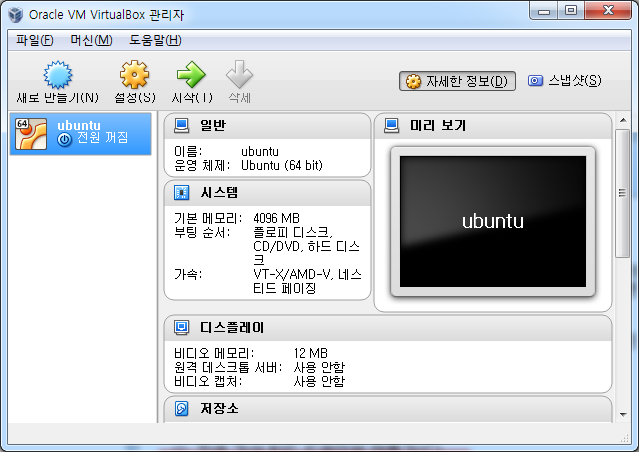 Oracle VM VirtualBox 관리자
파일(F) 머신(M) 도움말(H)
새로 만들기(N) 설정(S) 시작(T) 삭제 자세한 정보(D) 스냅샷(S)
64
ubuntu
전원 꺼짐
일반
이름: ubuntu
운영 체제: Ubuntu (64 bit)
시스템
기본 메모리: 4096 MB
부팅 순서: 플로피 디스크,
CD/DVD, 하드 디스
크
가속: VT-X/AMD-V, 네스
티드 페이징
미리 보기
ubuntu
디스플레이
비디오 메모리: 12 MB
원격 데스크톱 서버: 사용 안함
비디오 캡처: 사용 안함
저장소